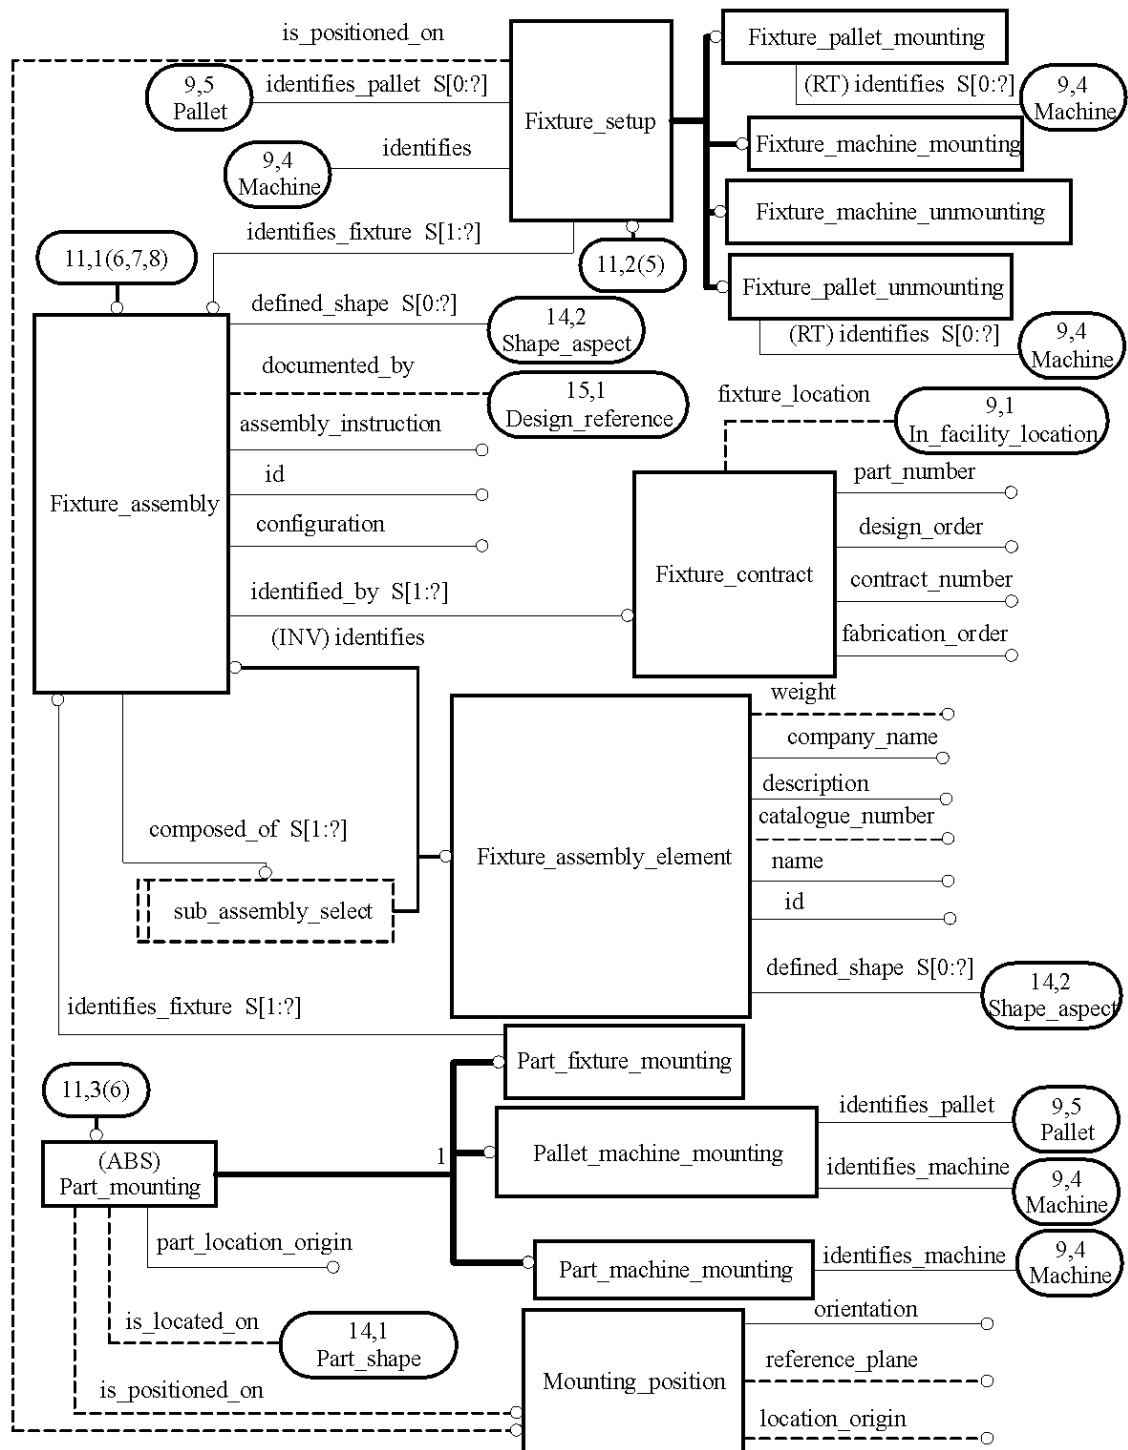 is_positioned_on
Fixture_pallet_mounting
9,5
Pallet
identifies_pallet S[0:?]
(RT) identifies S[0:?]
9,4
Machine
Fixture_setup
Fixture_machine_mounting
9,4
Machine
identifies
Fixture_machine_unmounting
identifies_fixture S[1:?]
11,1(6,7,8)
11,2(5)
Fixture_pallet_unmounting
defined_shape S[0:?]
14,2
Shape_aspect
(RT) identifies S[0:?]
9,4
Machine
documented_by
15,1
Design_reference
fixture_location
9,1
In_facility_location
assembly_instruction
id
configuration
Fixture_assembly
identified_by S[1:?]
(INV) identifies
Fixture_contract
part_number
design_order
contract_number
fabrication_order
weight
company_name
description
catalogue_number
name
id
defined_shape S[0:?]
14,2
Shape_aspect
Fixture_assembly_element
composed_of S[1:?]
sub_assembly_select
identifies_fixture S[1:?]
Part_fixture_mounting
11,3(6)
(ABS)
Part_mounting
1
Pallet_machine_mounting
identifies_pallet
9,5
Pallet
identifies_machine
9,4
Machine
part_location_origin
Part_machine_mounting
identifies_machine
9,4
Machine
is_located_on
14,1
Part_shape
is_positioned_on
Mounting_position
orientation
reference_plane
location_origin